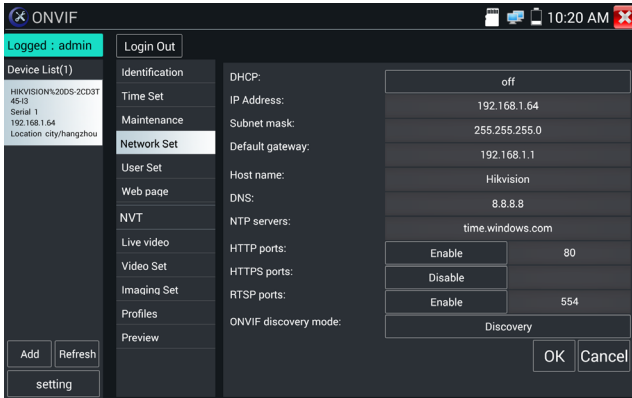 ONVIF
10:20 AM
Logged : admin
Login Out
Device List(1)
HIKVISION%20DS-2CD3T
45-I3
Serial 1
192.168.1.64
Location city/hangzhou
Add
Refresh
setting
Identification
Time Set
Maintenance
Network Set
User Set
Web page
NVT
Live video
Video Set
Imaging Set
Profiles
Preview
DHCP:
off
IP Address:
192.168.1.64
Subnet mask:
255.255.255.0
Default gateway:
192.168.1.1
Host name:
Hikvision
DNS:
8.8.8.8
NTP servers:
time.windows.com
HTTP ports:
Enable
80
HTTPS ports:
Disable
RTSP ports:
Enable
554
ONVIF discovery mode:
Discovery
OK
Cancel